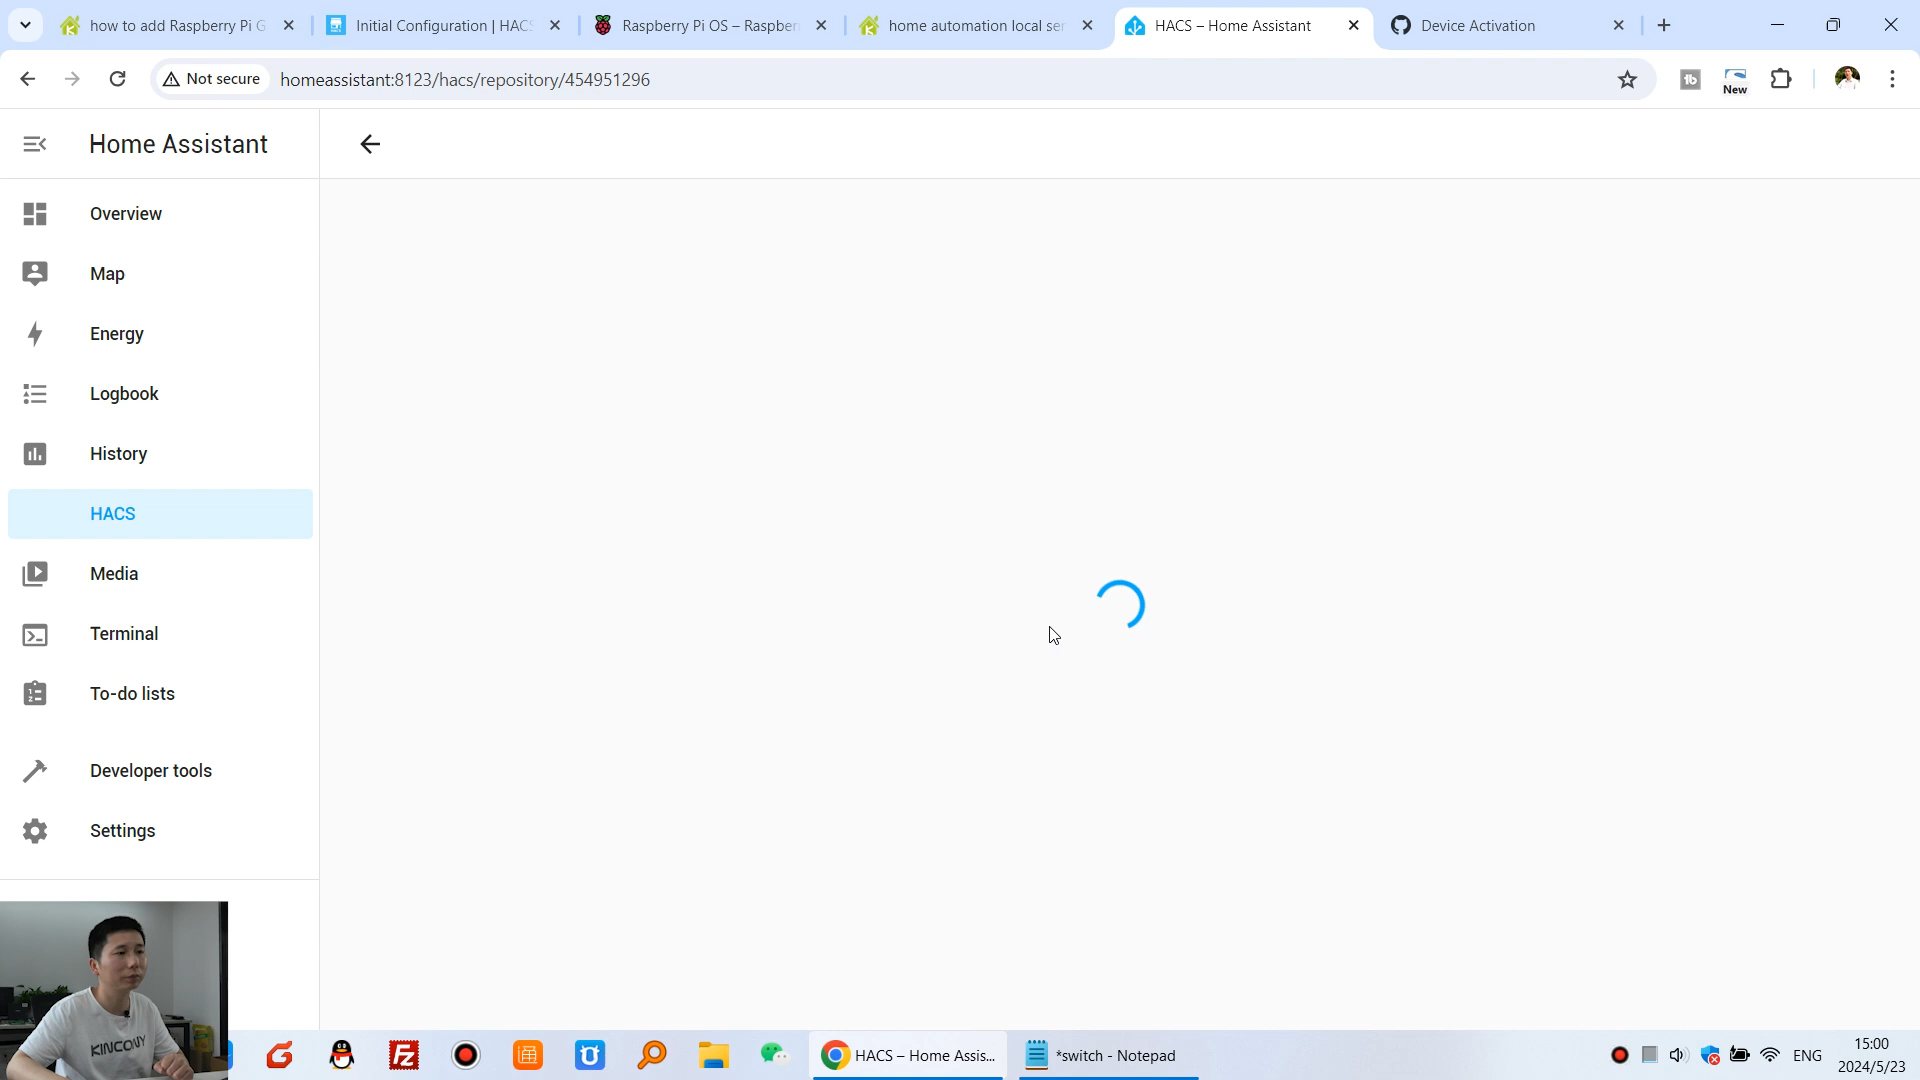 how to add Raspberry Pi G
Initial Configuration | HACS
Raspberry Pi OS – Raspber
home automation local ser
HACS – Home Assistant
Device Activation
Not secure
homeassistant:8123/hacs/repository/454951296
New
Home Assistant
Overview
Map
Energy
Logbook
History
HACS
Media
Terminal
To-do lists
Developer tools
Settings
KINCONY
HACS – Home Assis...
*switch - Notepad
ENG
15:00
2024/5/23